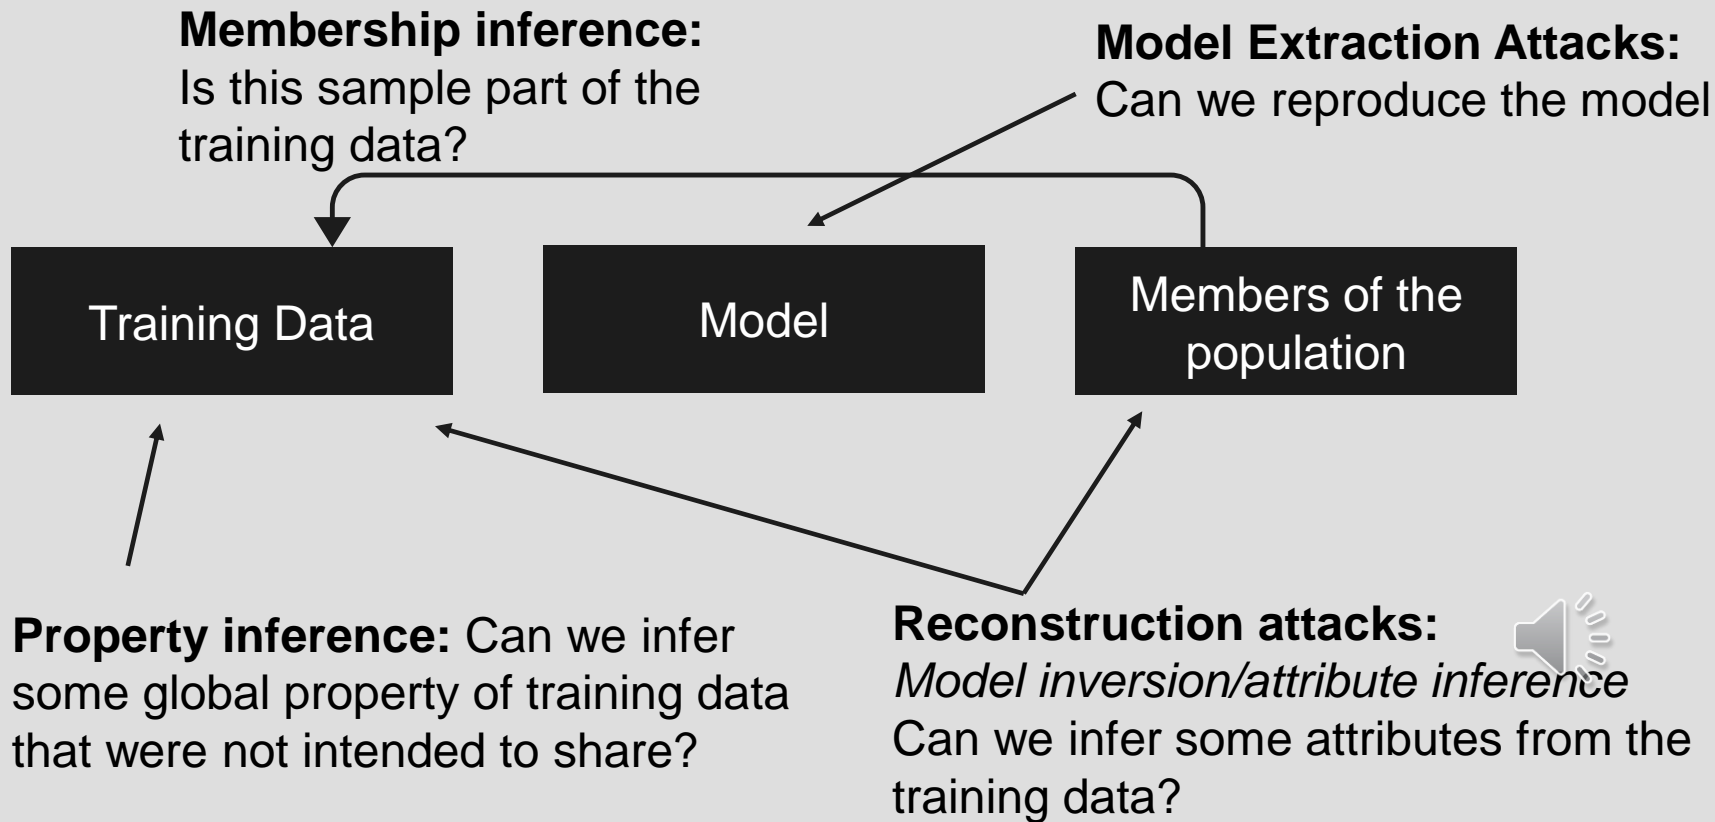 Membership inference:
Is this sample part of the
training data?
Model Extraction Attacks:
Can we reproduce the model
Training Data
Model
Members of the
population
Property inference: Can we infer
some global property of training data
that were not intended to share?
Reconstruction attacks:
Model inversion/attribute inference
Can we infer some attributes from the
training data?